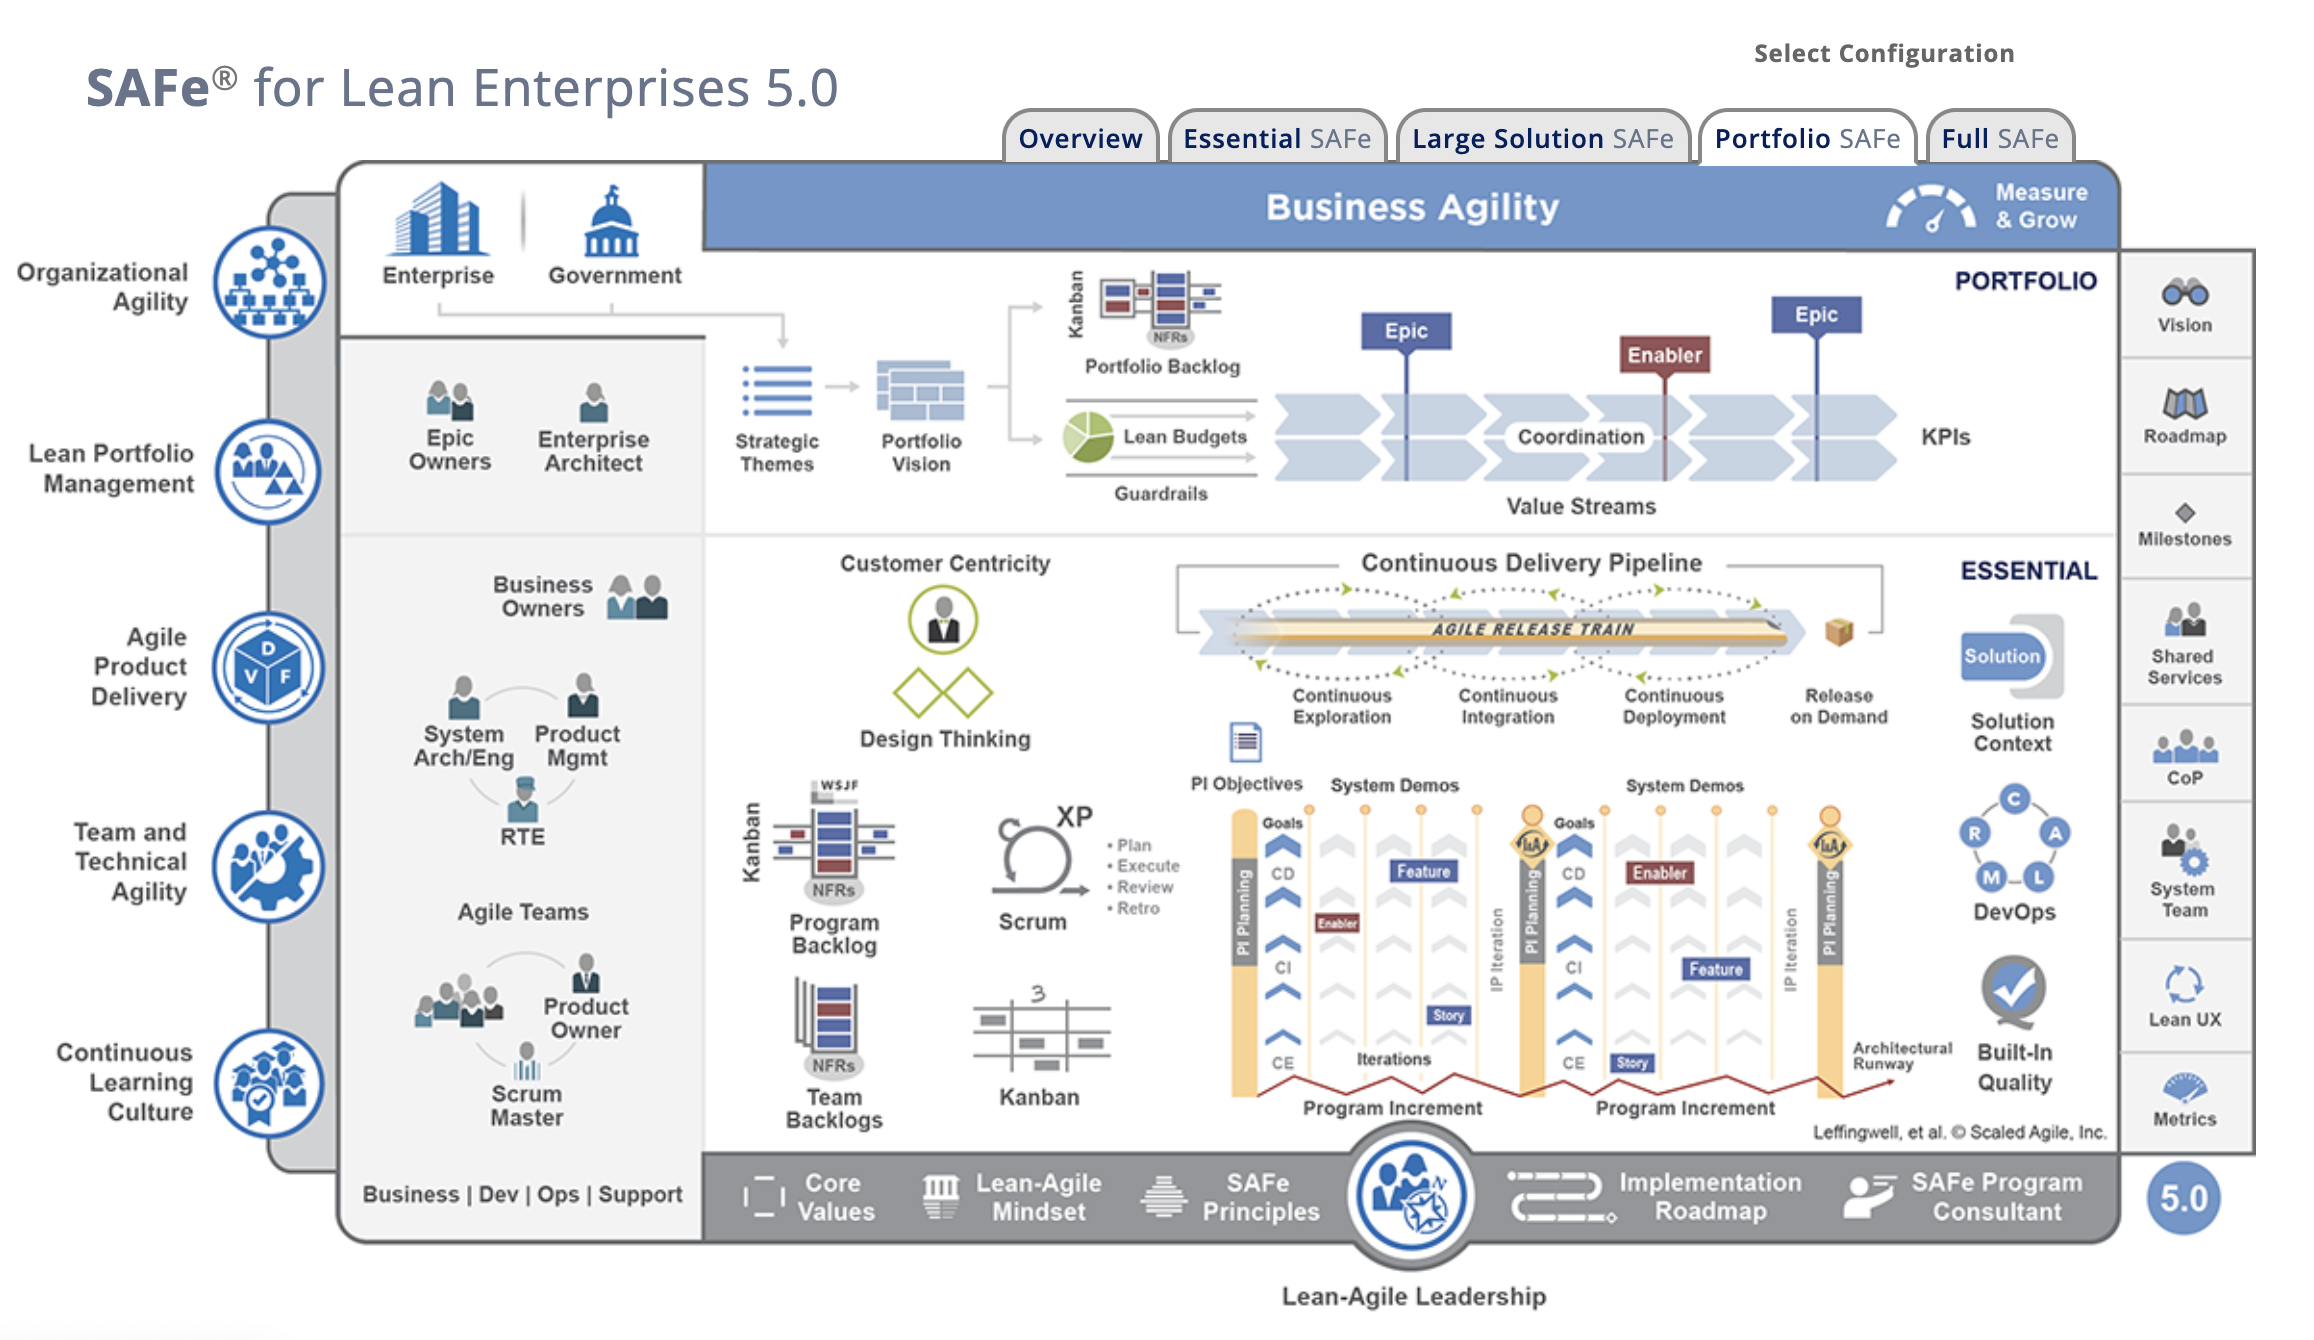 Select Configuration
SAFe® for Lean Enterprises 5.0
Overview
Essential SAFe
Large Solution SAFe
Portfolio SAFe
Full SAFe
Business Agility
Measure
& Grow
Organizational
Agility
Lean Portfolio
Management
Agile
Product
Delivery
D
V F
Team and
Technical
Agility
Continuous
Learning
Culture
Enterprise
Government
Epic
Owners
Enterprise
Architect
Business
Owners
System
Arch/Eng
Product
Mgmt
RTE
Agile Teams
Product
Owner
Scrum
Master
Business | Dev | Ops | Support
PORTFOLIO
Strategic
Themes
Portfolio
Vision
Kanban
NFRs
Portfolio Backlog
Lean Budgets
Guardrails
Epic
Enabler
Epic
Coordination
KPIs
Value Streams
ESSENTIAL
Customer Centricity
Design Thinking
Continuous Delivery Pipeline
AGILE RELEASE TRAIN
Continuous
Exploration
Continuous
Integration
Continuous
Deployment
Release
on Demand
Solution
Solution
Context
WSJF
Kanban
NFRs
Program
Backlog
XP
Scrum
• Plan
• Execute
• Review
• Retro
NFRs
Team
Backlogs
3
Kanban
PI Objectives
System Demos
System Demos
PI Planning
Goals
CD
CI
CE
Enabler
Feature
Story
Iterations
IP Iteration
I&A
PI Planning
Goals
CD
CI
CE
Enabler
Feature
Story
IP Iteration
I&A
PI Planning
Architectural
Runway
Program Increment
Program Increment
C
R A
M L
DevOps
Built-In
Quality
Leffingwell, et al. © Scaled Agile, Inc.
Vision
Roadmap
Milestones
Shared
Services
CoP
System
Team
Lean UX
Metrics
Core
Values
Lean-Agile
Mindset
SAFe
Principles
N
Implementation
Roadmap
SAFe Program
Consultant
5.0
Lean-Agile Leadership